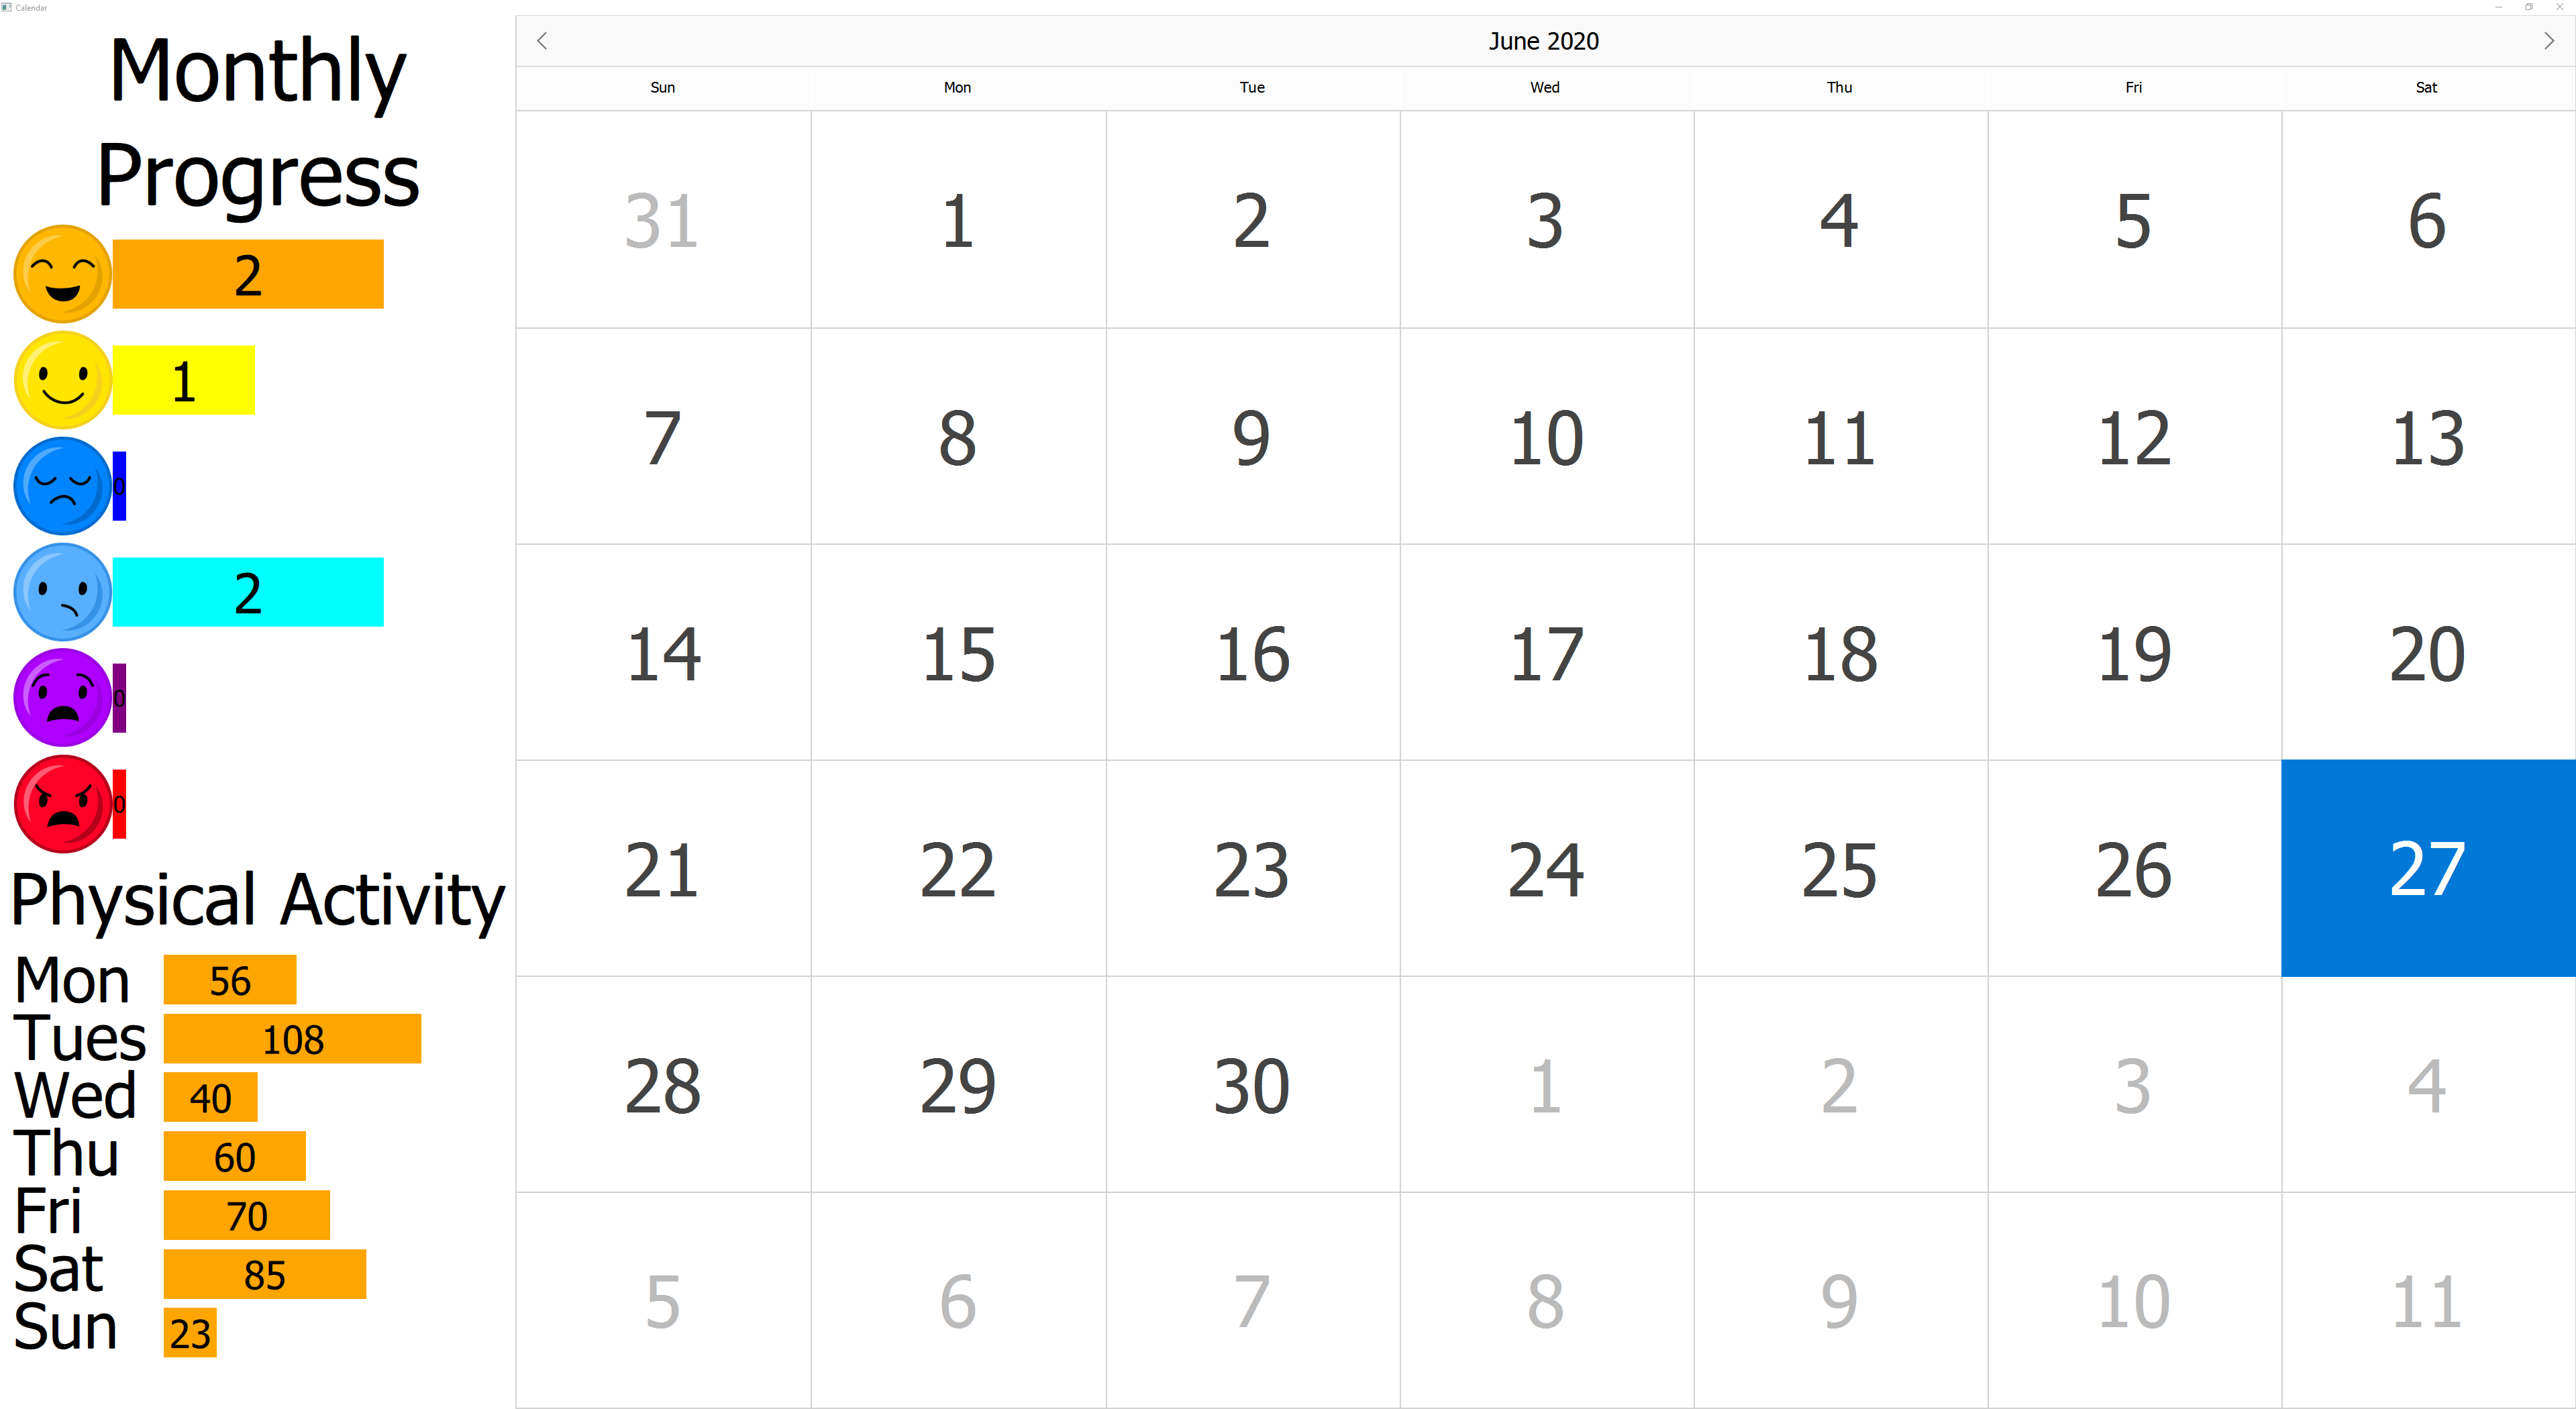 Calendar
Monthly
Progress
2
1
0
2
0
0
Physical Activity
Mon 56
Tues 108
Wed 40
Thu 60
Fri 70
Sat 85
Sun 23
June 2020
Sun Mon Tue Wed Thu Fri Sat
31 1 2 3 4 5 6
7 8 9 10 11 12 13
14 15 16 17 18 19 20
21 22 23 24 25 26 27
28 29 30 1 2 3 4
5 6 7 8 9 10 11